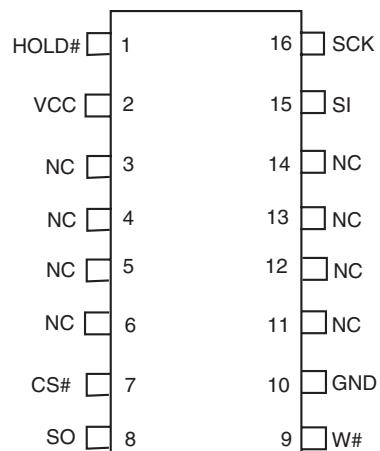 HOLD# 1 16 SCK
VCC 2 15 SI
NC 3 14 NC
NC 4 13 NC
NC 5 12 NC
NC 6 11 NC
CS# 7 10 GND
SO 8 9 W#